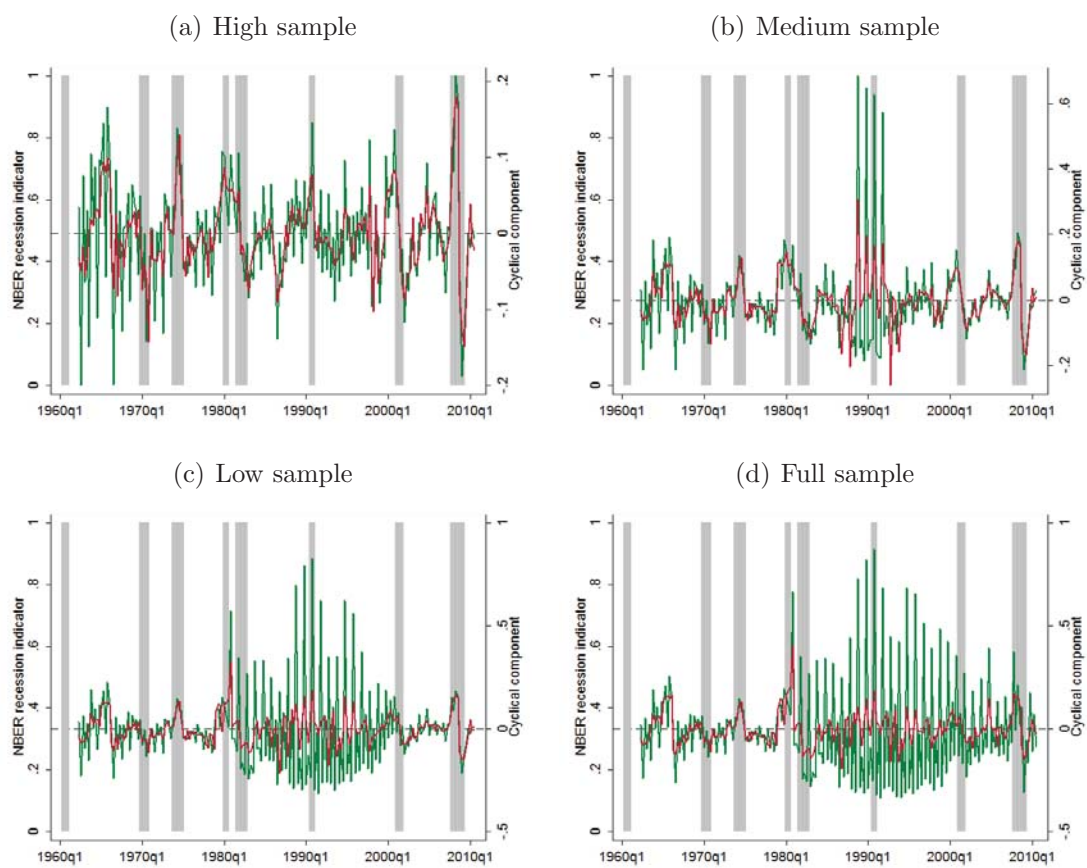 (a) High sample
(b) Medium sample
NBER recession indicator
0 .2 .4 .6 .8 1
-.2 -.1 0 .1 .2
Cyclical component
1960q1 1970q1 1980q1 1990q1 2000q1 2010q1
NBER recession indicator
0 .2 .4 .6 .8 1
-.2 0 .2 .4 .6
Cyclical component
1960q1 1970q1 1980q1 1990q1 2000q1 2010q1
(c) Low sample
(d) Full sample
NBER recession indicator
0 .2 .4 .6 .8 1
-.5 0 .5 1
Cyclical component
1960q1 1970q1 1980q1 1990q1 2000q1 2010q1
NBER recession indicator
0 .2 .4 .6 .8 1
-.5 0 .5 1
Cyclical component
1960q1 1970q1 1980q1 1990q1 2000q1 2010q1